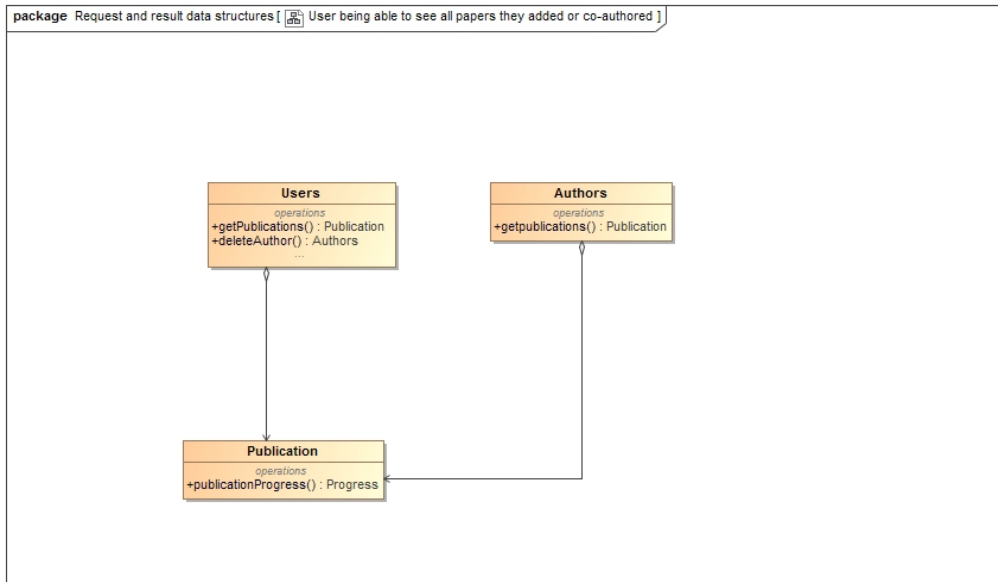 package Request and result data structures [ User being able to see all papers they added or co-authored ]
Users
operations
+getPublications() : Publication
+deleteAuthor() : Authors
...
Authors
operations
+getpublications() : Publication
Publication
operations
+publicationProgress() : Progress